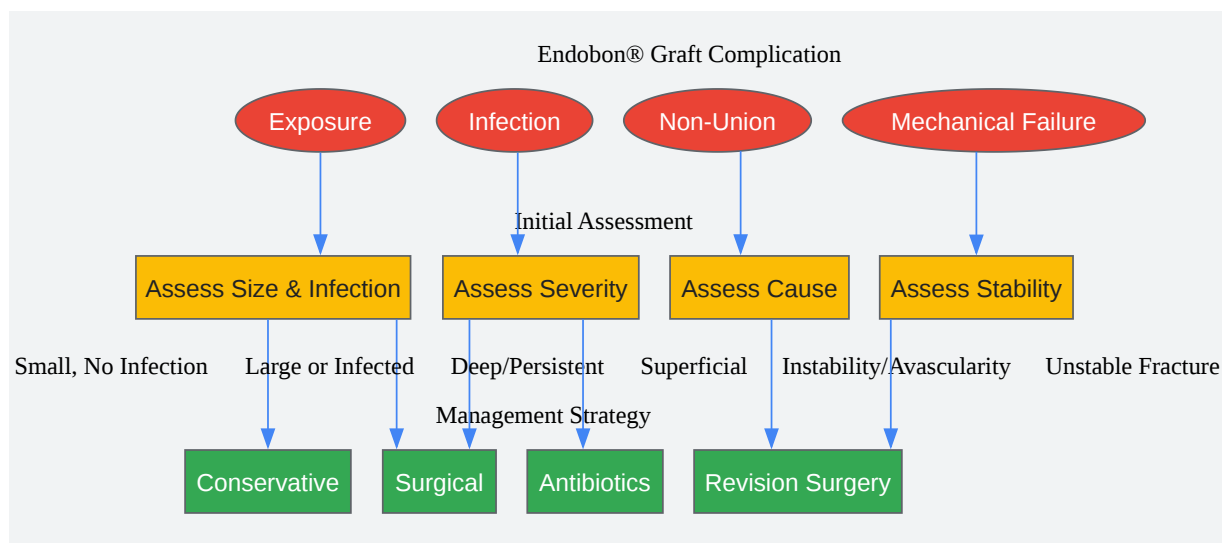 Endobon® Graft Complication
Exposure
Infection
Non-Union
Mechanical Failure
Initial Assessment
Assess Size & Infection
Assess Severity
Assess Cause
Assess Stability
Small, No Infection
Large or Infected
Deep/Persistent
Superficial
Instability/Avascularity
Unstable Fracture
Management Strategy
Conservative
Surgical
Antibiotics
Revision Surgery